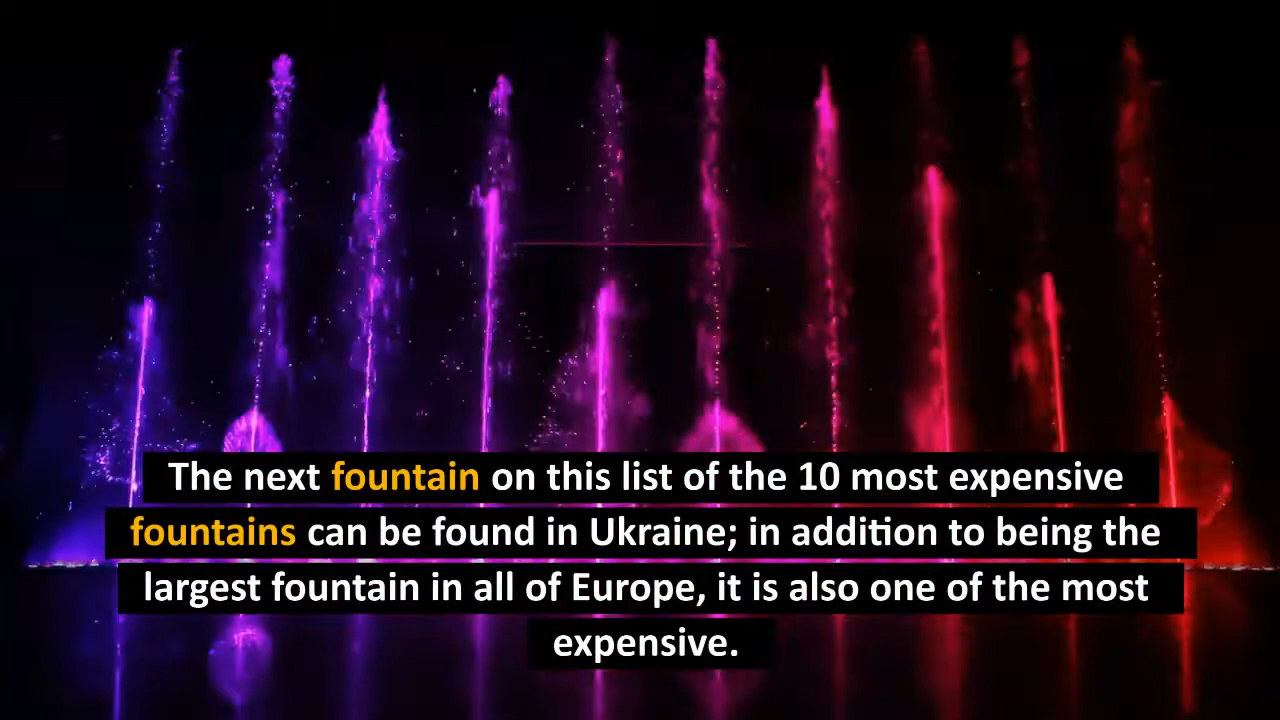 The next fountain on this list of the 10 most expensive
fountains can be found in Ukraine; in addition to being the
largest fountain in all of Europe, it is also one of the most
expensive.